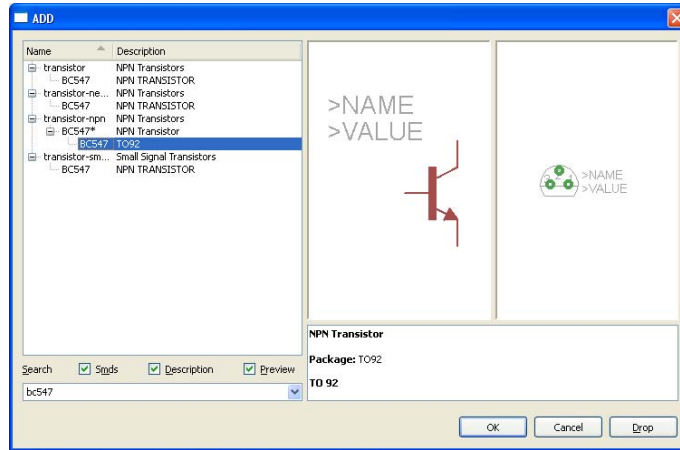 ADD
Name Description
transistor NPN Transistors
BC547 NPN TRANSISTOR
transistor-ne... NPN Transistors
BC547 NPN TRANSISTOR
transistor-npn NPN Transistors
BC547* NPN Transistor
BC547 TO92
transistor-sm... Small Signal Transistors
BC547 NPN TRANSISTOR
>NAME
>VALUE
>NAME
>VALUE
NPN Transistor
Package: TO92
TO 92
Search Smds Description Preview
bc547
OK Cancel Drop